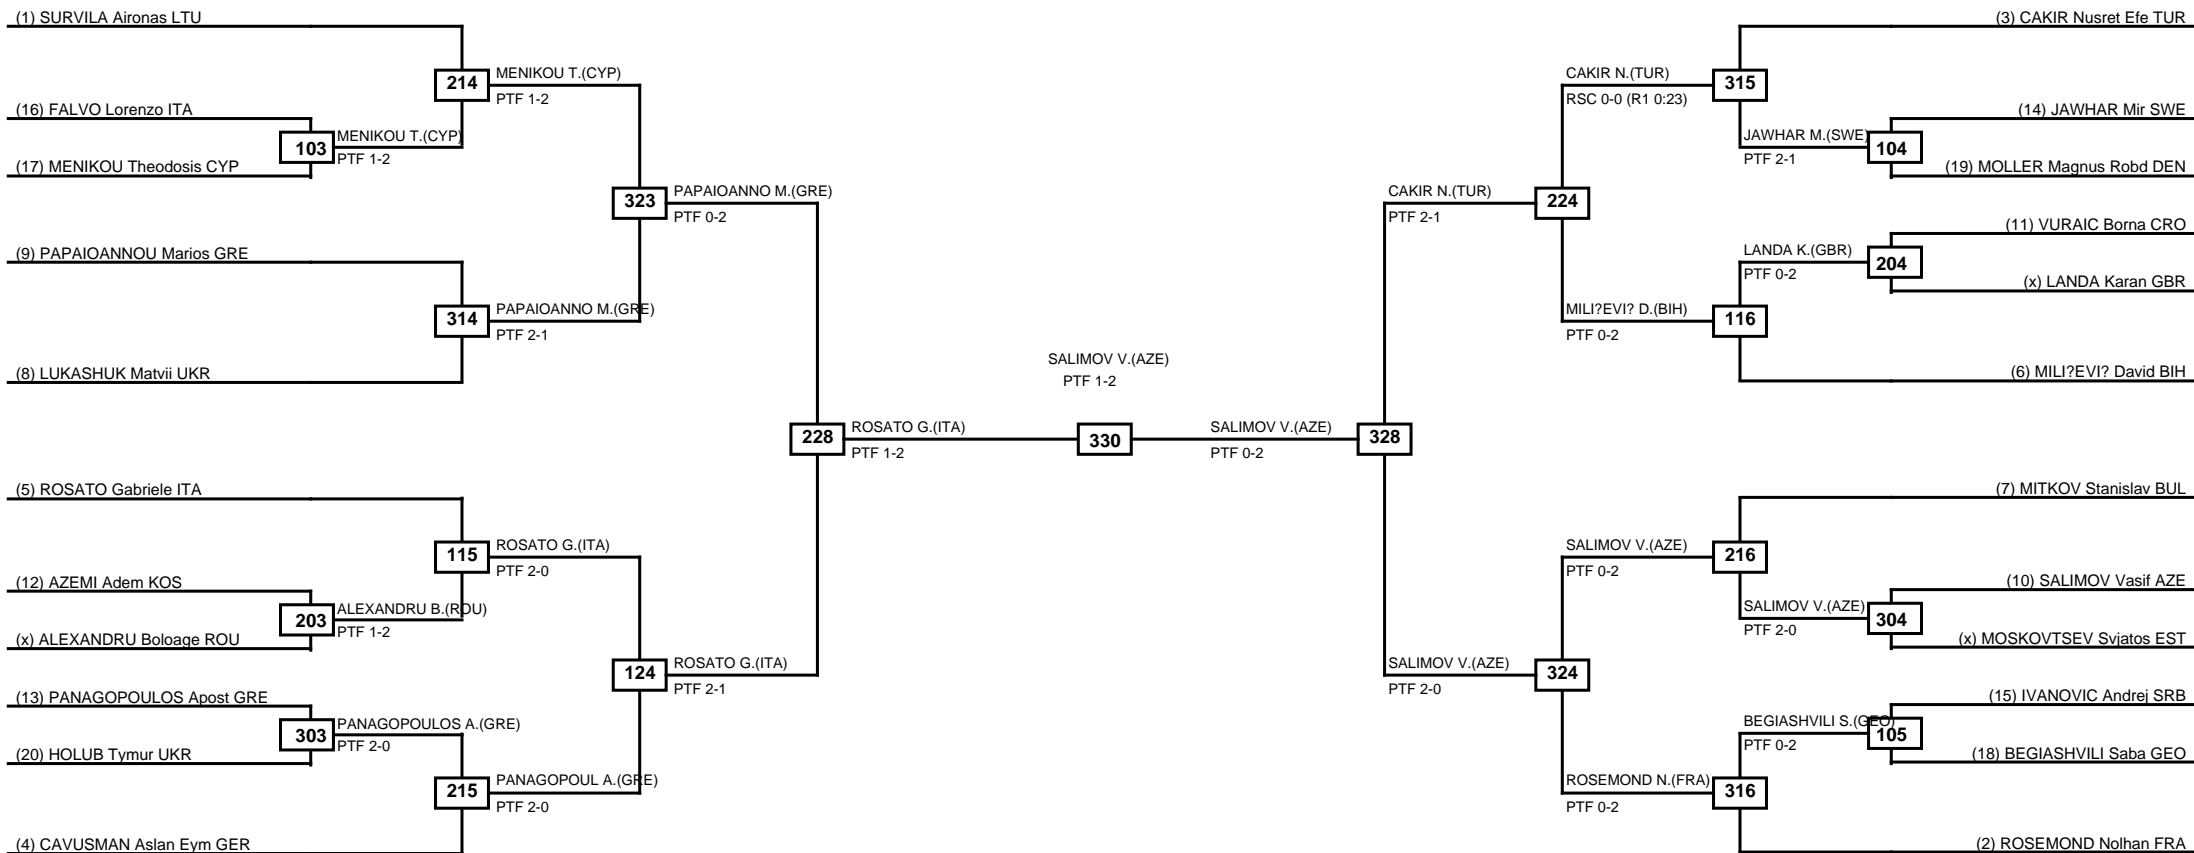 (1) SURVILA Aironas LTU
(16) FALVO Lorenzo ITA
(17) MENIKOU Theodosis CYP
(9) PAPAIOANNOU Marios GRE
(8) LUKASHUK Matvii UKR
(5) ROSATO Gabriele ITA
(12) AZEMI Adem KOS
(x) ALEXANDRU Boloage ROU
(13) PANAGOPOULOS Apost GRE
(20) HOLUB Tymur UKR
(4) CAVUSMAN Aslan Eym GER
103
MENIKOU T.(CYP)
PTF 1-2
203
ALEXANDRU B.(ROU)
PTF 1-2
303
PANAGOPOULOS A.(GRE)
PTF 2-0
214
MENIKOU T.(CYP)
PTF 1-2
314
PAPAIOANNO M.(GRE)
PTF 2-1
115
ROSATO G.(ITA)
PTF 2-0
215
PANAGOPOUL A.(GRE)
PTF 2-0
323
PAPAIOANNO M.(GRE)
PTF 0-2
124
ROSATO G.(ITA)
PTF 2-1
228
ROSATO G.(ITA)
PTF 1-2
SALIMOV V.(AZE)
PTF 1-2
330
SALIMOV V.(AZE)
PTF 0-2
328
CAKIR N.(TUR)
PTF 2-1
224
SALIMOV V.(AZE)
PTF 2-0
324
CAKIR N.(TUR)
RSC 0-0 (R1 0:23)
315
MILI?EVI? D.(BIH)
PTF 0-2
116
SALIMOV V.(AZE)
PTF 0-2
216
ROSEMOND N.(FRA)
PTF 0-2
316
JAWHAR M.(SWE)
PTF 2-1
104
LANDA K.(GBR)
PTF 0-2
204
SALIMOV V.(AZE)
PTF 2-0
304
BEGIASHVILI S.(GEO)
PTF 0-2
105
(3) CAKIR Nusret Efe TUR
(14) JAWHAR Mir SWE
(19) MOLLER Magnus Robd DEN
(11) VURAIC Borna CRO
(x) LANDA Karan GBR
(6) MILI?EVI? David BIH
(7) MITKOV Stanislav BUL
(10) SALIMOV Vasif AZE
(x) MOSKOVTSEV Svjatos EST
(15) IVANOVIC Andrej SRB
(18) BEGIASHVILI Saba GEO
(2) ROSEMOND Nolhan FRA